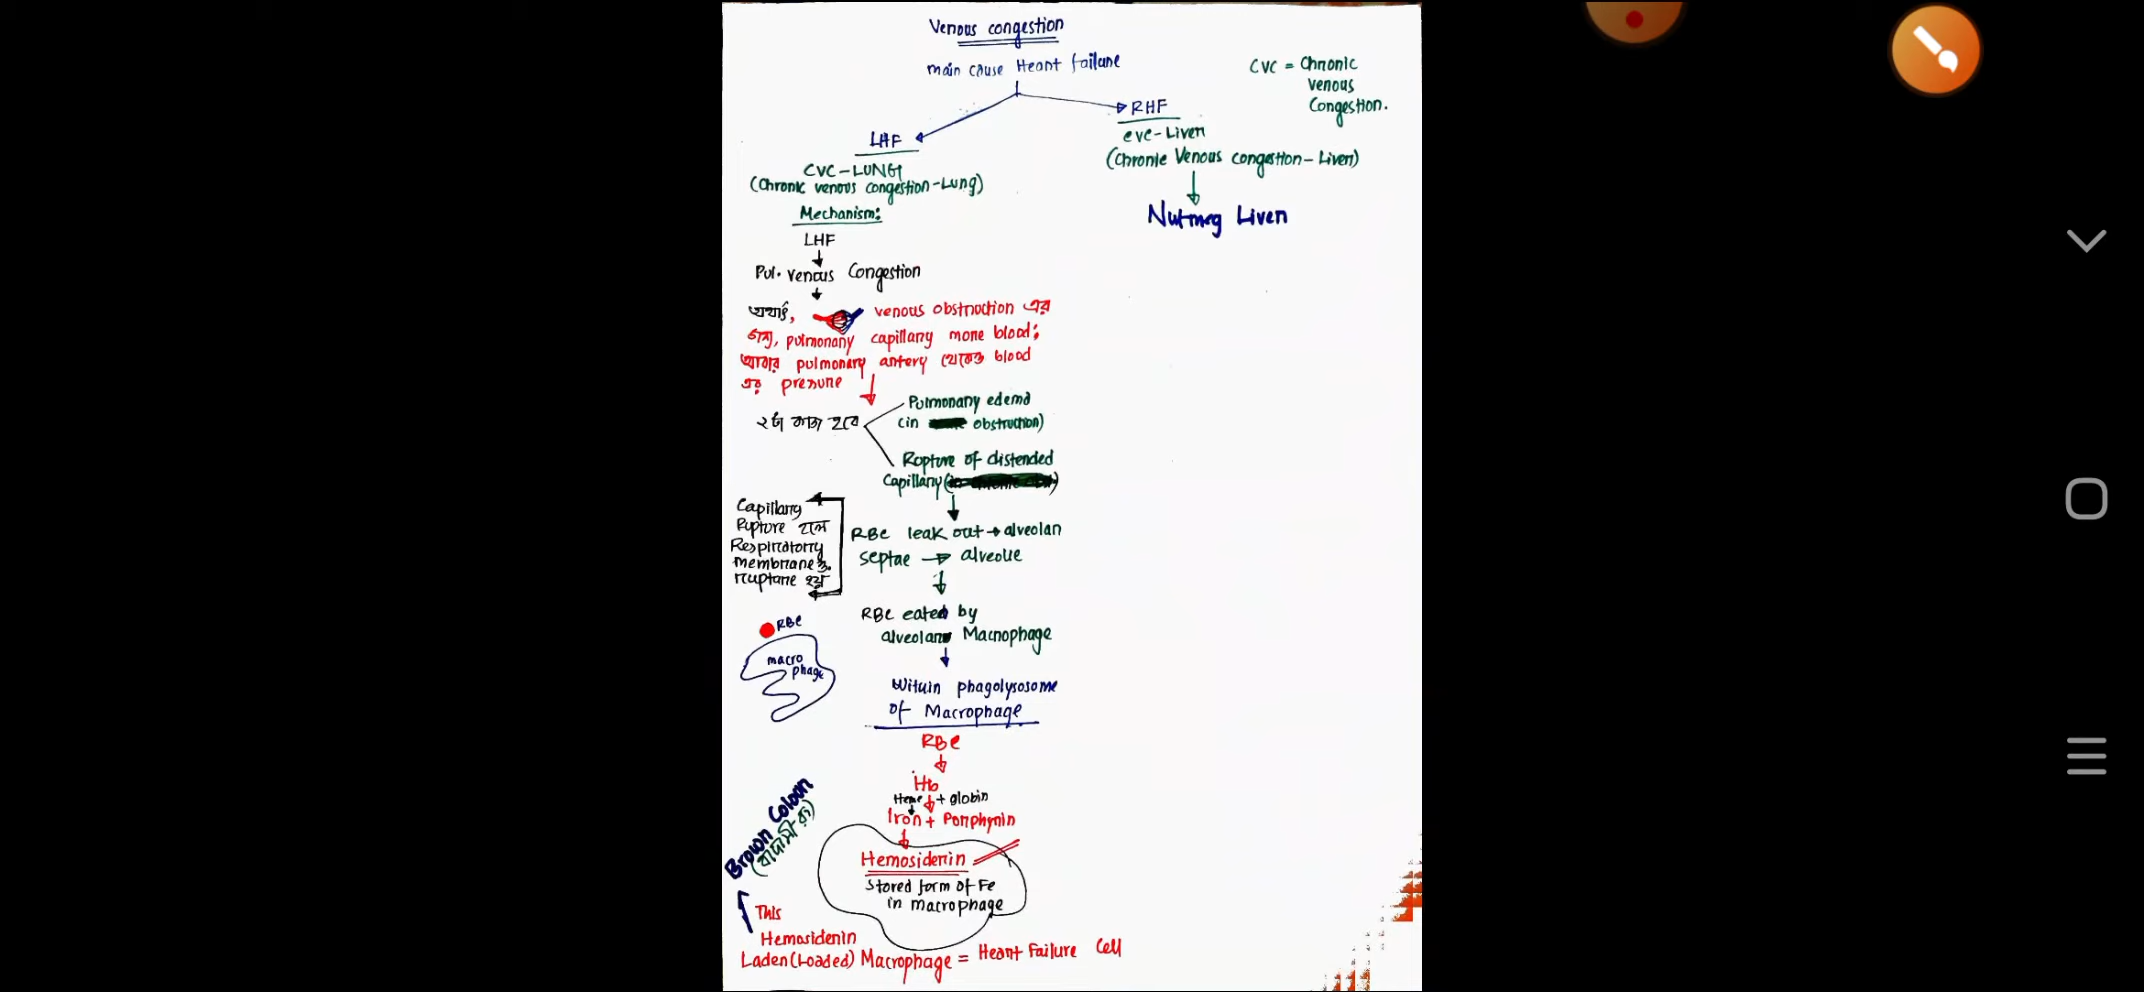 Venous congestion
main cause Heart failure
CVC = Chronic
venous
Congestion.
RHF
CVC-Liver
(Chronic Venous congestion-Liver)
Nutmeg Liver
LHF
CVC-LUNG
(Chronic venous congestion-Lung)
Mechanism:
LHF
Pul. venous Congestion
অর্থাৎ, venous obstruction এর
জন্য, pulmonary capillary more blood;
আবার pulmonary artery থেকেও blood
এর pressure
২টা কাজ হবে
Pulmonary edema
(in obstruction)
Rupture of distended
Capillary
Capillary
Rupture হলে
Respiratory
membrane ও
rupture হয়
RBC leak out → alveolar
septae → alveolie
RBC eated by
alveolar Macrophage
RBC
macro
phage
Within phagolysosome
of Macrophage
RBC
Hb
Heme + globin
Iron + Porphyrin
Hemosiderin
Stored form of Fe
in macrophage
Brown Colour
(বাদামী রং)
This
Hemosiderin
Laden (Loaded) Macrophage = Heart Failure Cell